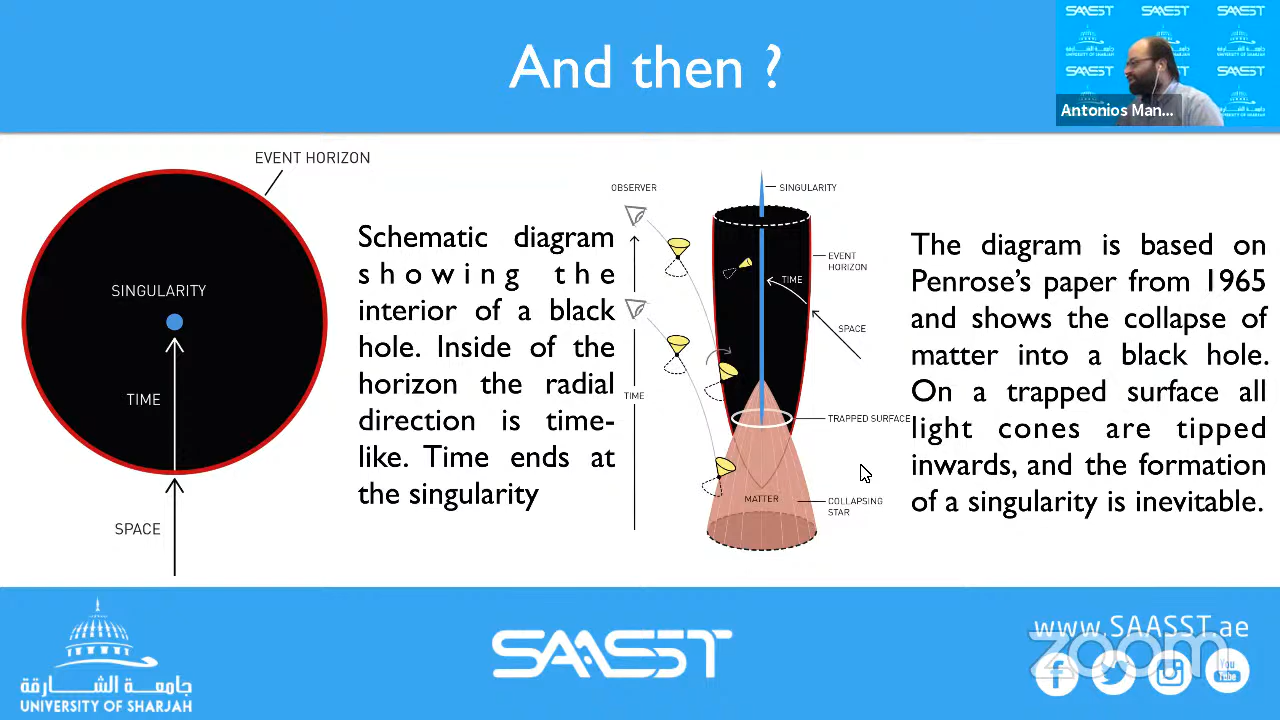 And then ?
SAASST
SAASST
SAASST
SAASST
SAASST
Antonios Man...
EVENT HORIZON
SINGULARITY
TIME
SPACE
Schematic diagram
showing the
interior of a black
hole. Inside of the
horizon the radial
direction is time-
like. Time ends at
the singularity
OBSERVER
SINGULARITY
EVENT
HORIZON
TIME
SPACE
TIME
TRAPPED SURFACE
MATTER
COLLAPSING
STAR
The diagram is based on
Penrose’s paper from 1965
and shows the collapse of
matter into a black hole.
On a trapped surface all
light cones are tipped
inwards, and the formation
of a singularity is inevitable.
جامعة الشارقة
UNIVERSITY OF SHARJAH
SAASST
www.SAASST.ae
zoom
You
Tube